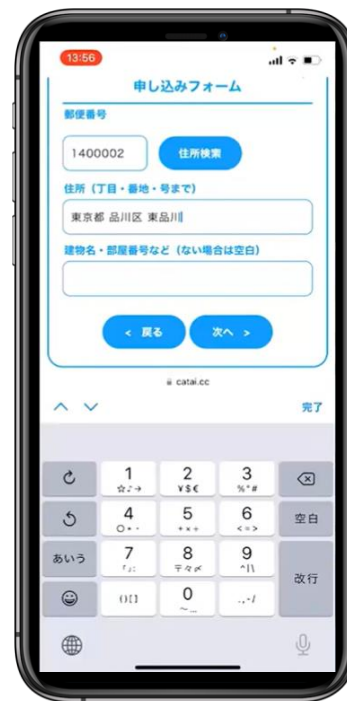 13:56
申し込みフォーム
郵便番号
1400002 住所検索
住所（丁目・番地・号まで）
東京都 品川区 東品川
建物名・部屋番号など（ない場合は空白）
< 戻る 次へ >
catai.cc
完了
1 2 3
☆♪→ ¥$€ %°#
4 5 6 空白
○*・ +×÷ <=>
あいう 7 8 9
「」: 〒々〆 ^|\
改行
()[] 0 .,-/
~…